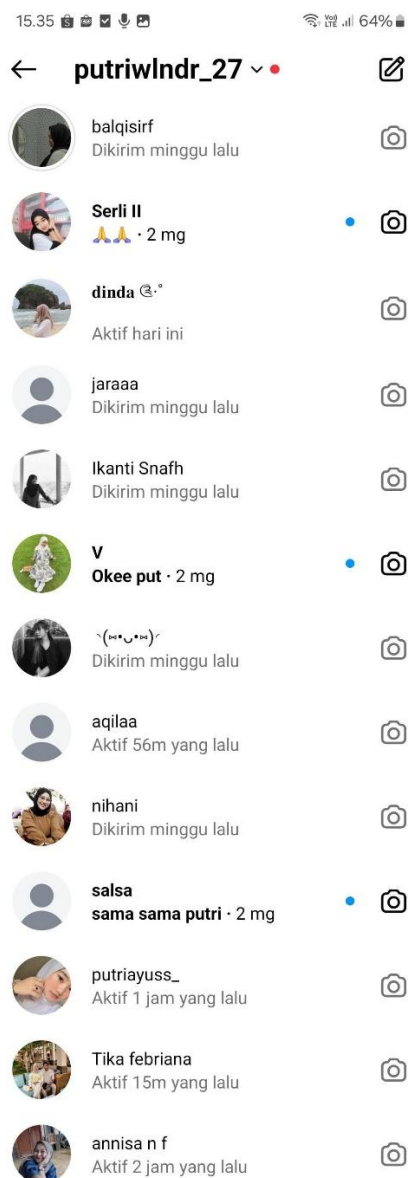 15.35 64%
putriwlndr_27
balqisirf
Dikirim minggu lalu
Serli II
🙏🙏 · 2 mg
dinda ଓ.°
Aktif hari ini
jaraaa
Dikirim minggu lalu
Ikanti Snafh
Dikirim minggu lalu
V
Okee put · 2 mg
Dikirim minggu lalu
aqilaa
Aktif 56m yang lalu
nihani
Dikirim minggu lalu
salsa
sama sama putri · 2 mg
putriayuss_
Aktif 1 jam yang lalu
Tika febriana
Aktif 15m yang lalu
annisa n f
Aktif 2 jam yang lalu